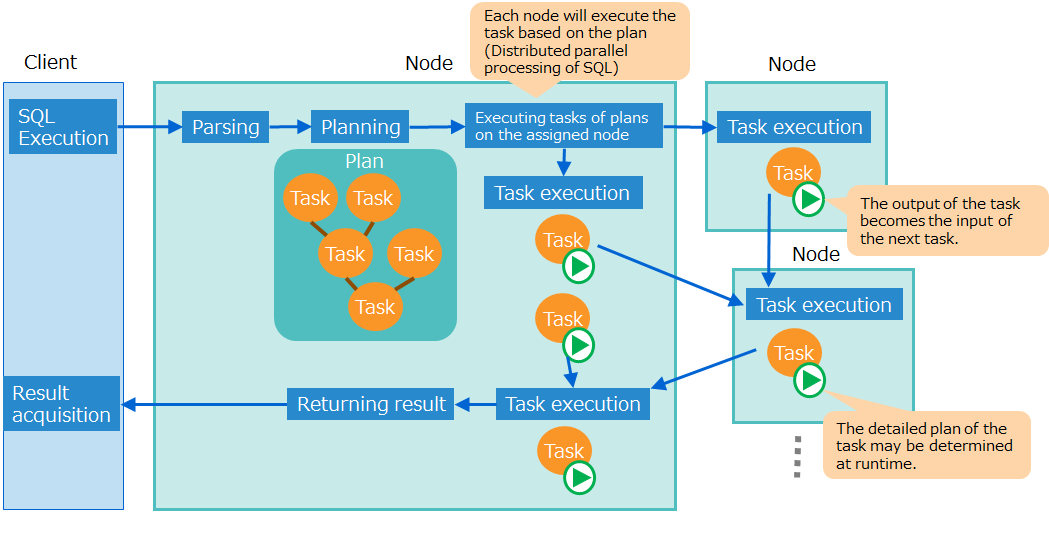 Each node will execute the
task based on the plan
(Distributed parallel
processing of SQL)
Client
Node
Node
SQL
Execution
Parsing
Planning
Executing tasks of plans
on the assigned node
Task execution
Plan
Task
Task
Task
Task
Task
Task execution
Task
Task
Task
The output of the task
becomes the input of
the next task.
Node
Task execution
Task
The detailed plan of the
task may be determined
at runtime.
Task execution
Task
Returning result
Result
acquisition